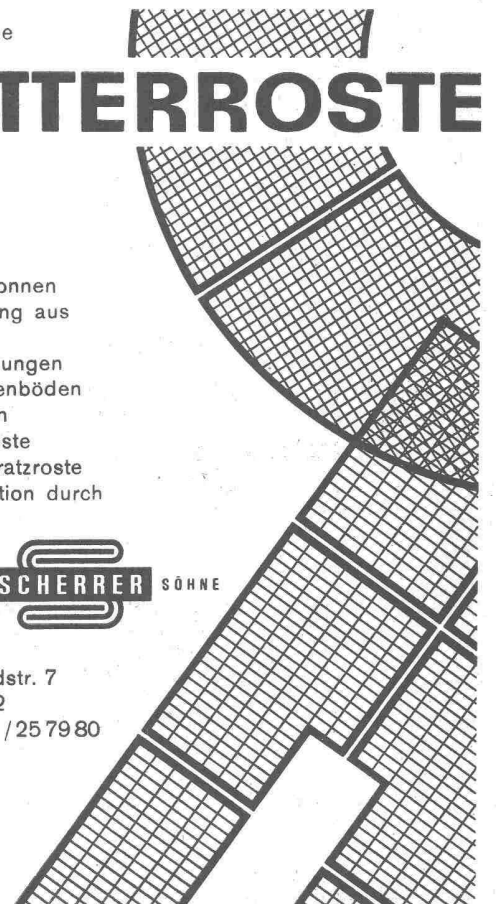 e
TTERROSTE
onnen
ng aus
ungen
enböden
n
ste
ratzroste
tion durch
SCHERRER SÖHNE
dstr. 7
2
/ 25 79 80